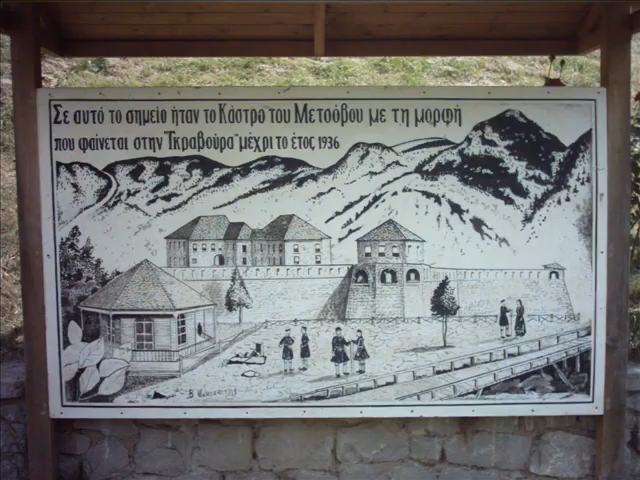 Σε αυτό το σημείο ήταν το Κάστρο του Μετσόβου με τη μορφή
που φαίνεται στην "Γκραβούρα" μέχρι το έτος 1936